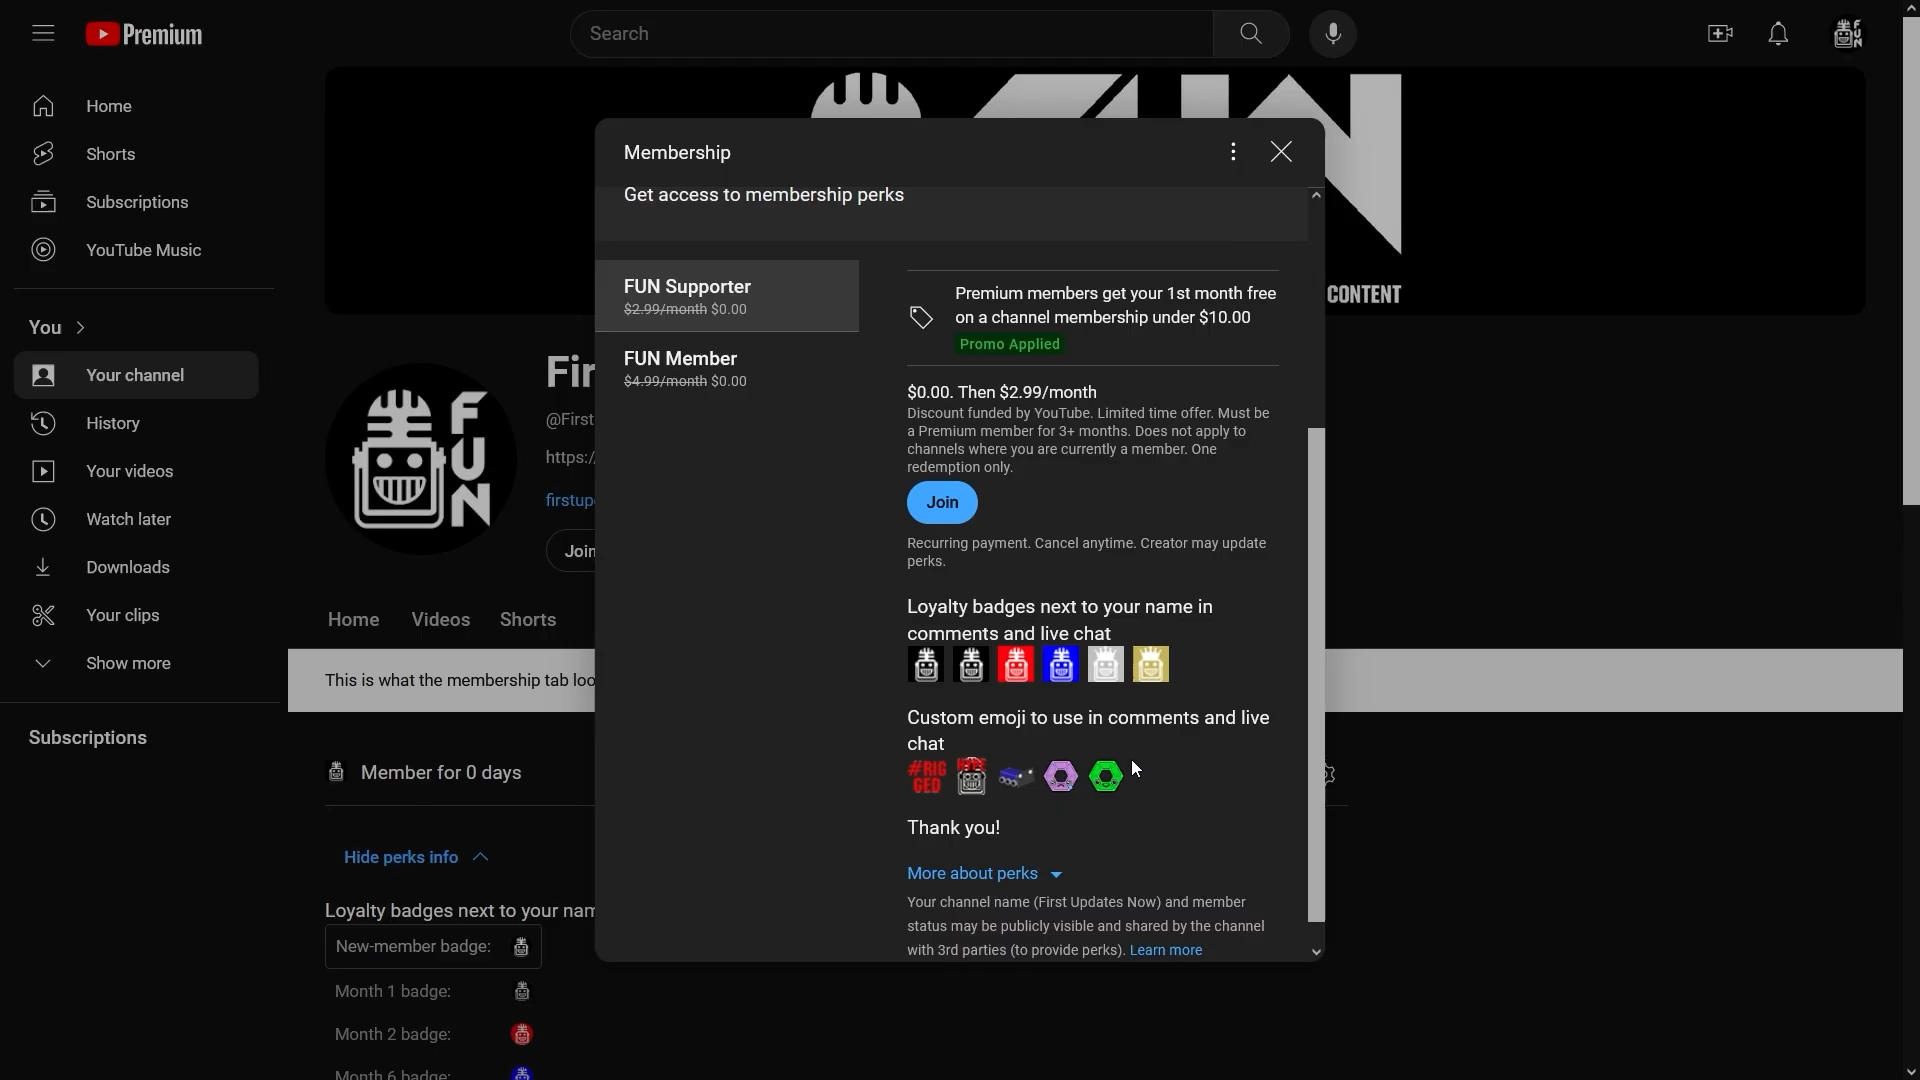 Premium
Search
Home
Shorts
Subscriptions
YouTube Music
You
Your channel
History
Your videos
Watch later
Downloads
Your clips
Show more
Subscriptions
CONTENT
FUN
Fir
@First
https:/
firstup
Join
Home Videos Shorts
This is what the membership tab loo
Member for 0 days
Hide perks info
Loyalty badges next to your nam
New-member badge:
Month 1 badge:
Month 2 badge:
Month 6 badge:
Membership
Get access to membership perks
FUN Supporter
$2.99/month $0.00
FUN Member
$4.99/month $0.00
Premium members get your 1st month free
on a channel membership under $10.00
Promo Applied
$0.00. Then $2.99/month
Discount funded by YouTube. Limited time offer. Must be
a Premium member for 3+ months. Does not apply to
channels where you are currently a member. One
redemption only.
Join
Recurring payment. Cancel anytime. Creator may update
perks.
Loyalty badges next to your name in
comments and live chat
Custom emoji to use in comments and live
chat
#RIG
GED
HYPE
Thank you!
More about perks
Your channel name (First Updates Now) and member
status may be publicly visible and shared by the channel
with 3rd parties (to provide perks). Learn more